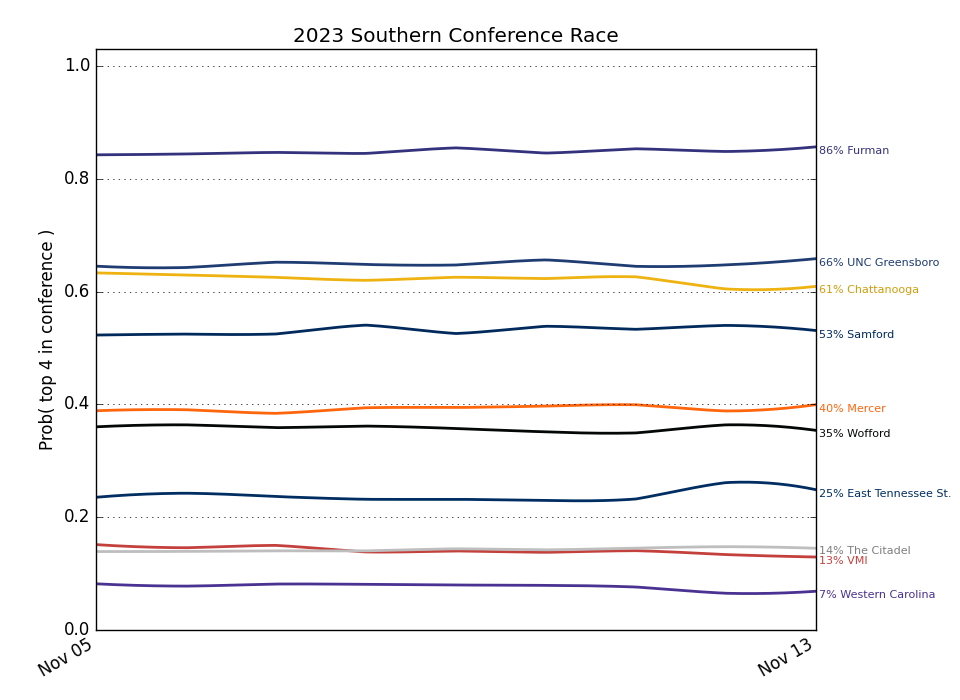 2023 Southern Conference Race
Prob( top 4 in conference )
1.0
0.8
0.6
0.4
0.2
0.0
Nov 05
Nov 13
86% Furman
66% UNC Greensboro
61% Chattanooga
53% Samford
40% Mercer
35% Wofford
25% East Tennessee St.
14% The Citadel
13% VMI
7% Western Carolina